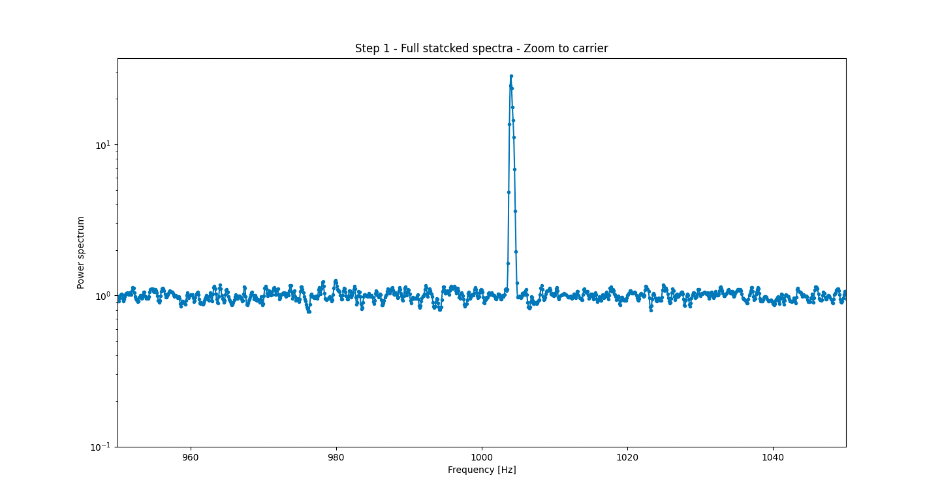 Step 1 - Full statcked spectra - Zoom to carrier
Power spectrum
10¹
10⁰
10⁻¹
960 980 1000 1020 1040
Frequency [Hz]